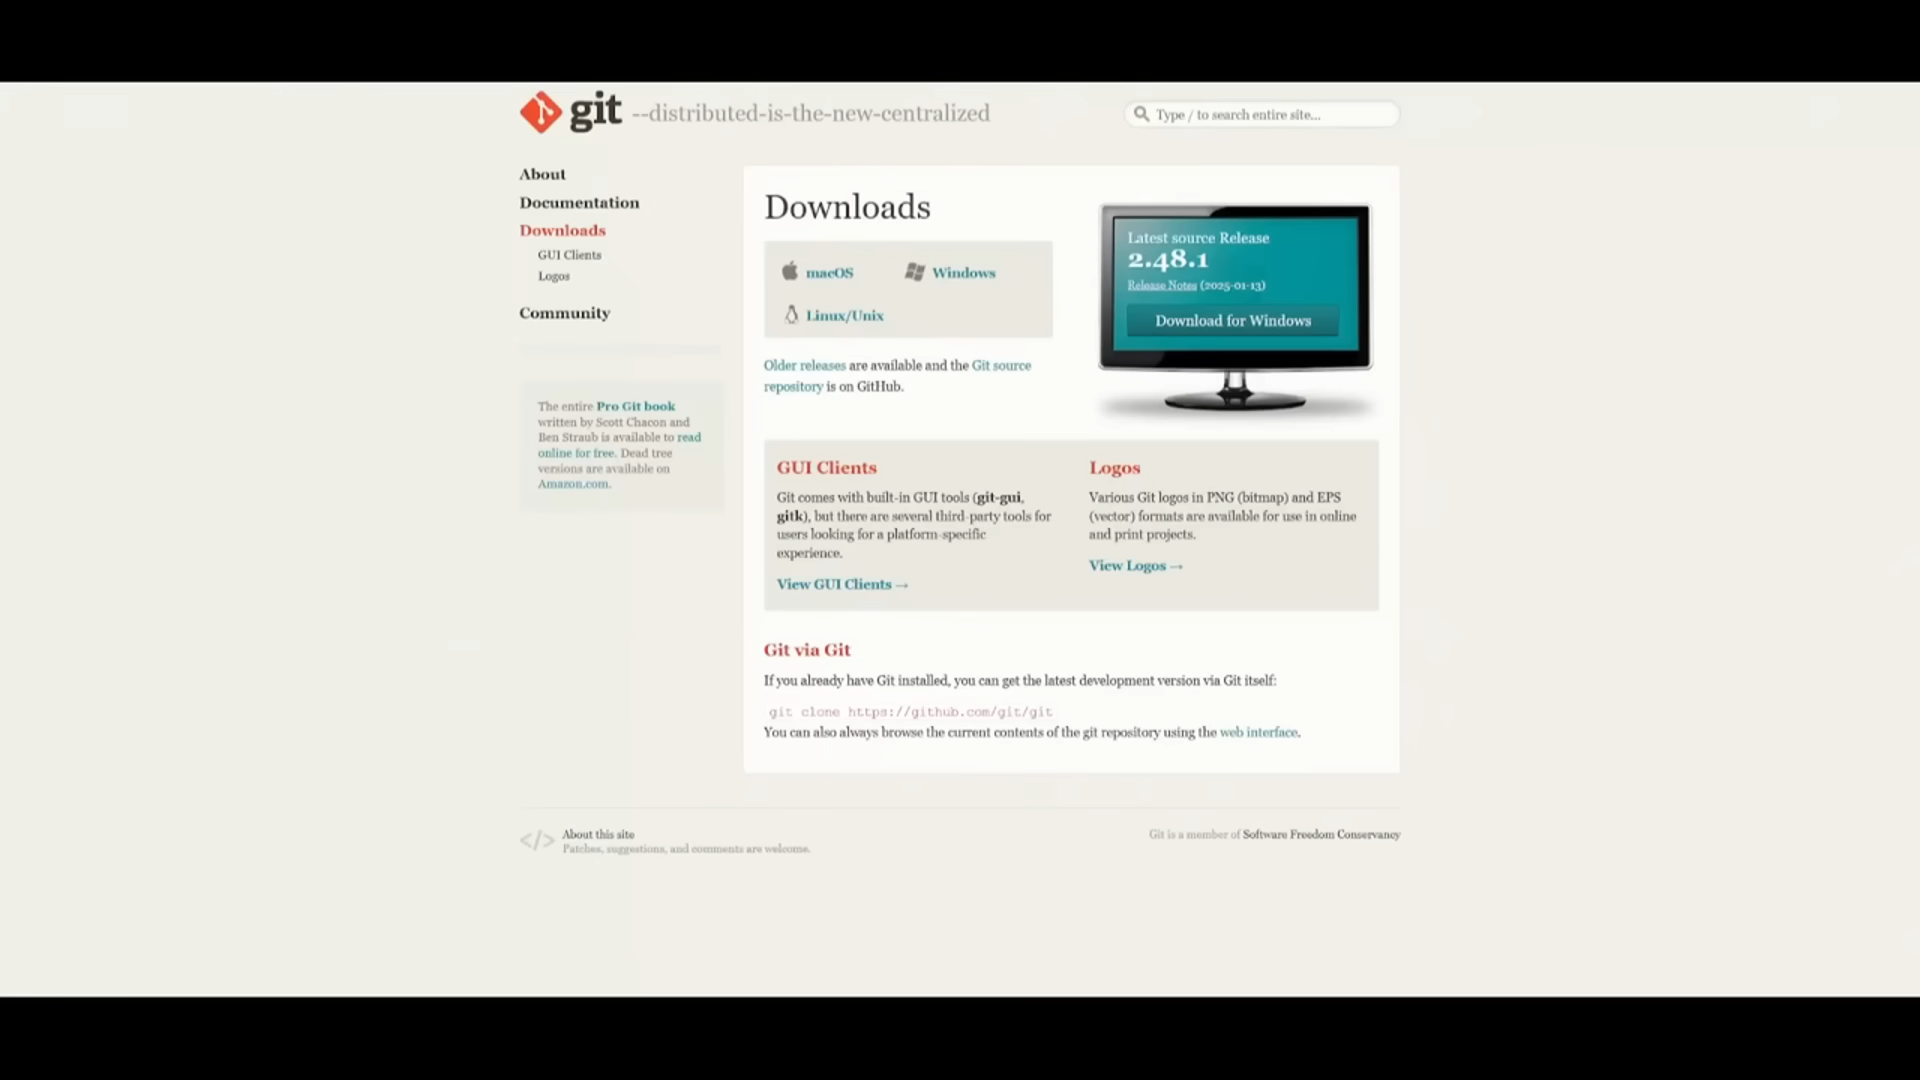 git --distributed-is-the-new-centralized
Type / to search entire site...
About
Documentation
Downloads
GUI Clients
Logos
Community
The entire Pro Git book
written by Scott Chacon and
Ben Straub is available to read
online for free. Dead tree
versions are available on
Amazon.com.
Downloads
macOS
Windows
Linux/Unix
Older releases are available and the Git source
repository is on GitHub.
Latest source Release
2.48.1
Release Notes (2025-01-13)
Download for Windows
GUI Clients
Git comes with built-in GUI tools (git-gui,
gitk), but there are several third-party tools for
users looking for a platform-specific
experience.
View GUI Clients →
Logos
Various Git logos in PNG (bitmap) and EPS
(vector) formats are available for use in online
and print projects.
View Logos →
Git via Git
If you already have Git installed, you can get the latest development version via Git itself:
git clone https://github.com/git/git
You can also always browse the current contents of the git repository using the web interface.
</> About this site
Patches, suggestions, and comments are welcome.
Git is a member of Software Freedom Conservancy